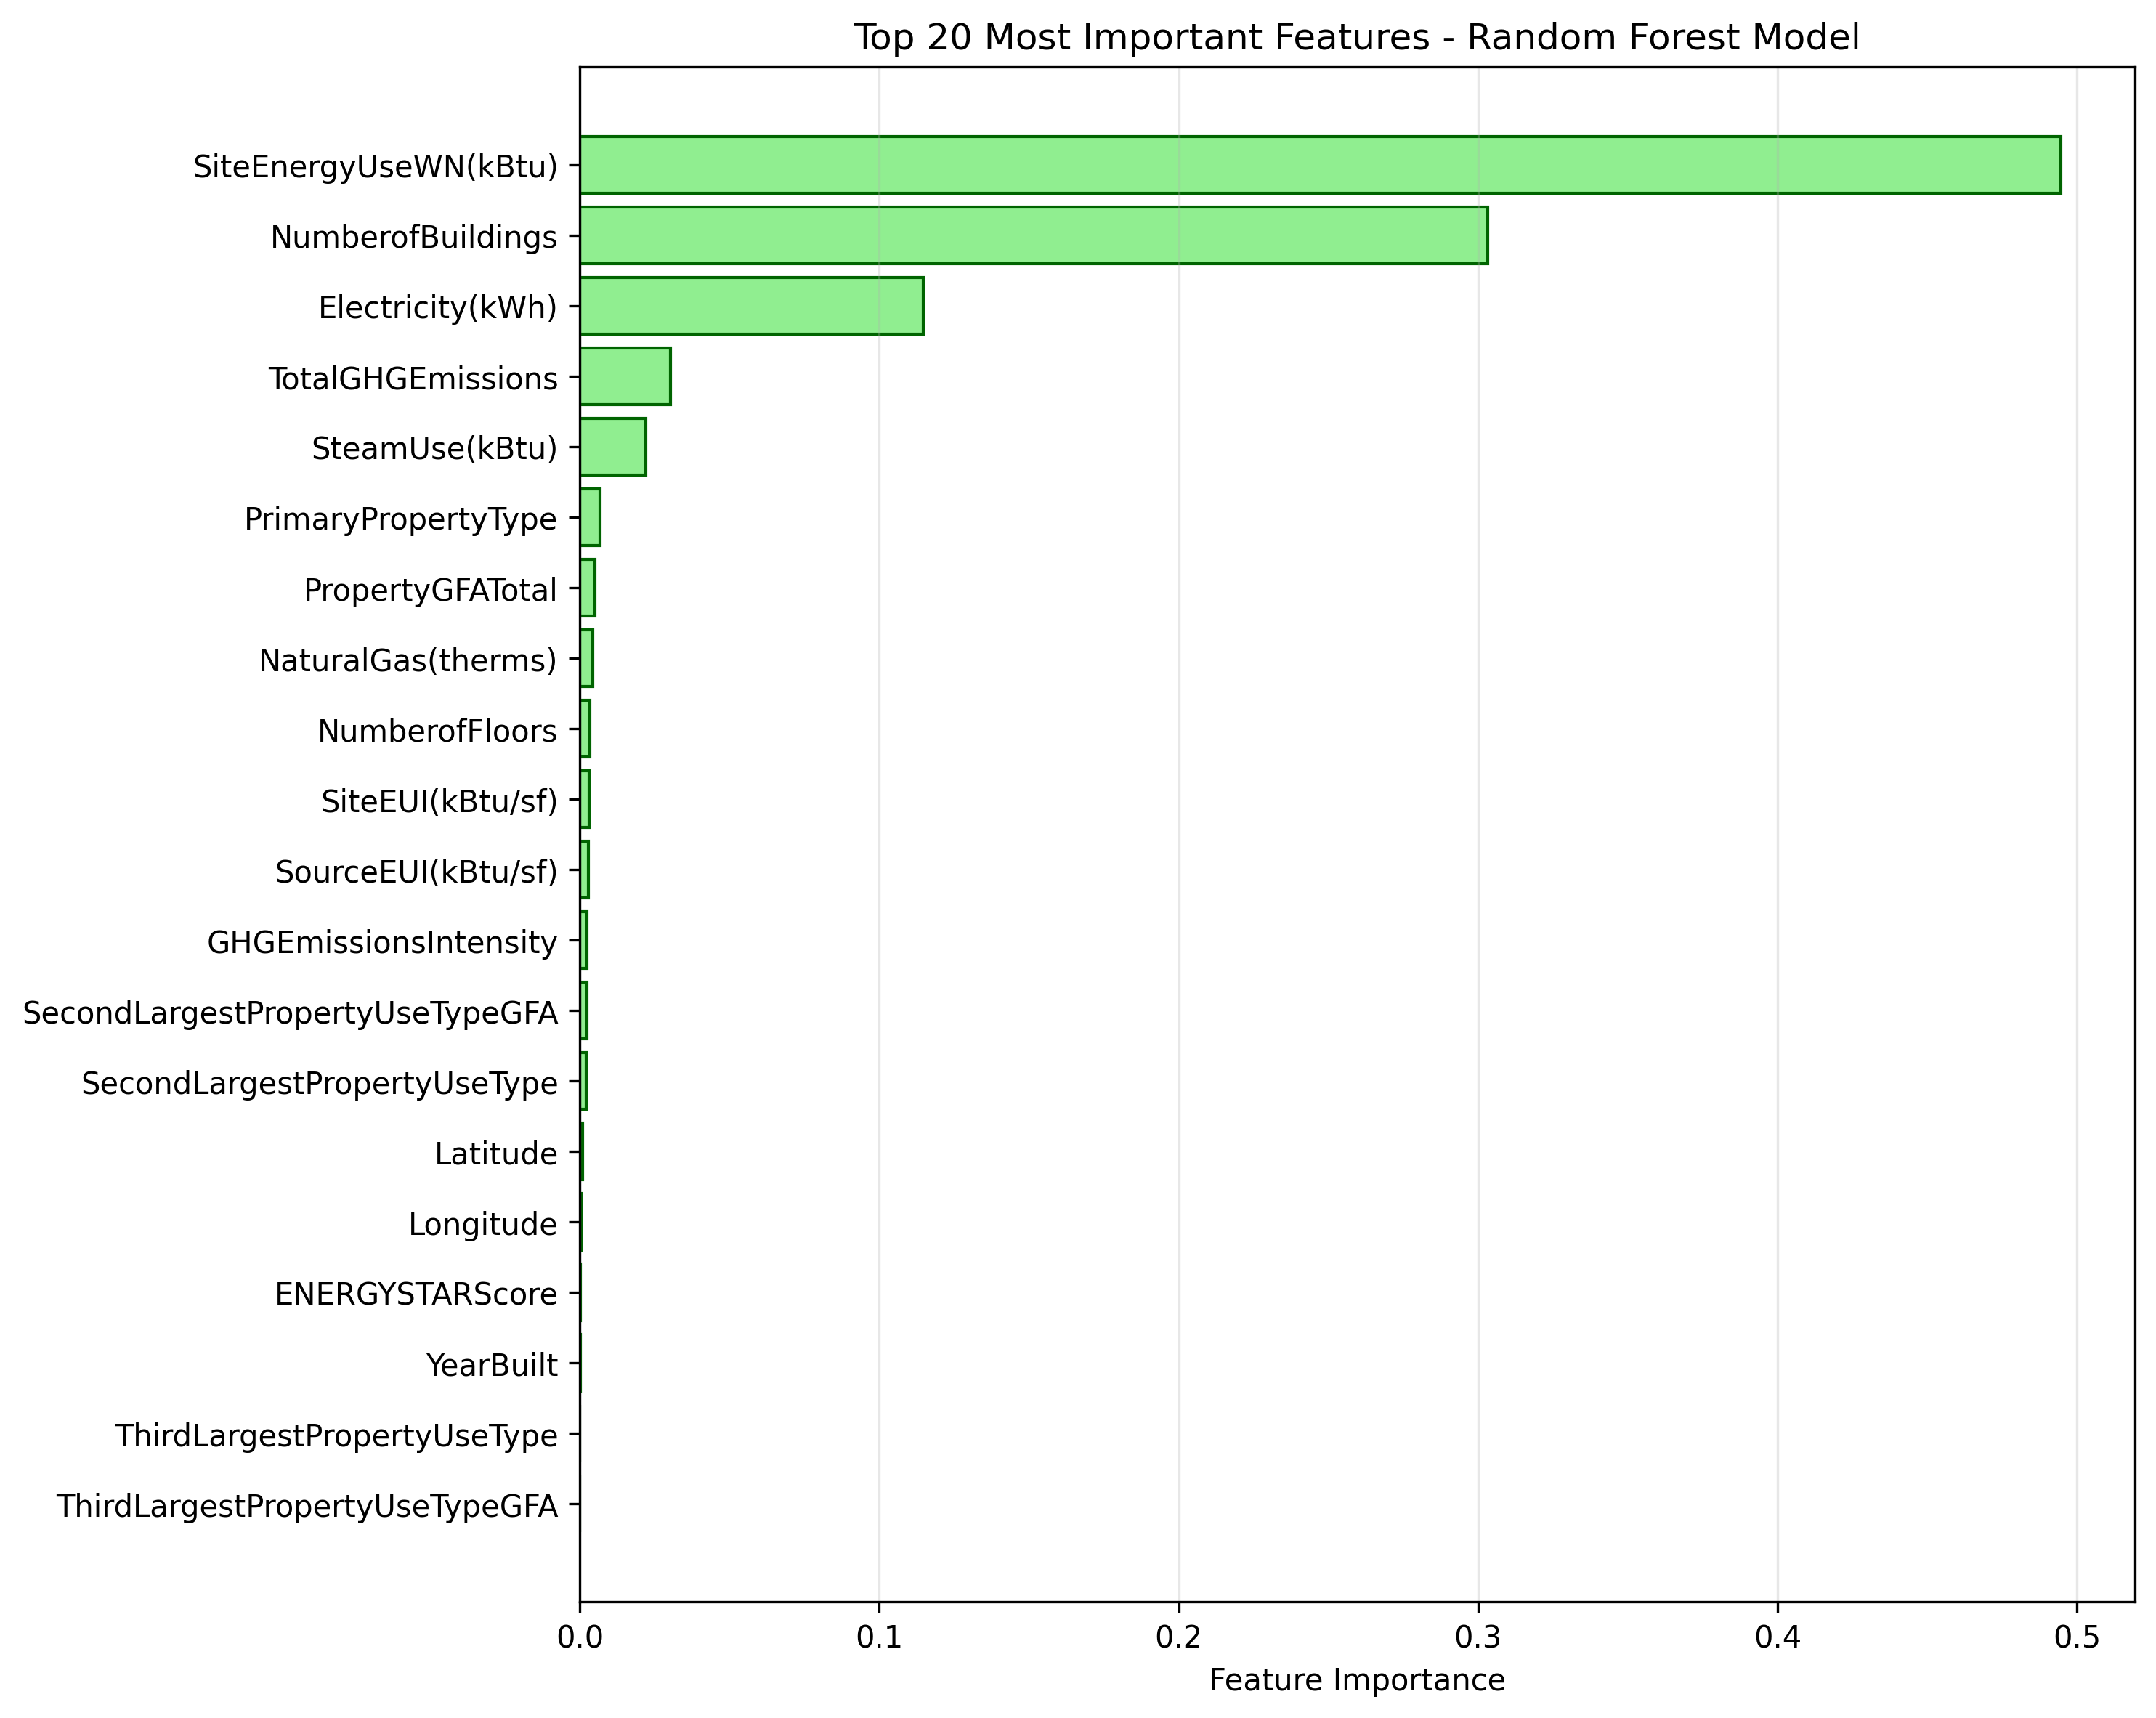 Top 20 Most Important Features - Random Forest Model
SiteEnergyUseWN(kBtu)
NumberofBuildings
Electricity(kWh)
TotalGHGEmissions
SteamUse(kBtu)
PrimaryPropertyType
PropertyGFATotal
NaturalGas(therms)
NumberofFloors
SiteEUI(kBtu/sf)
SourceEUI(kBtu/sf)
GHGEmissionsIntensity
SecondLargestPropertyUseTypeGFA
SecondLargestPropertyUseType
Latitude
Longitude
ENERGYSTARScore
YearBuilt
ThirdLargestPropertyUseType
ThirdLargestPropertyUseTypeGFA
0.0 0.1 0.2 0.3 0.4 0.5
Feature Importance